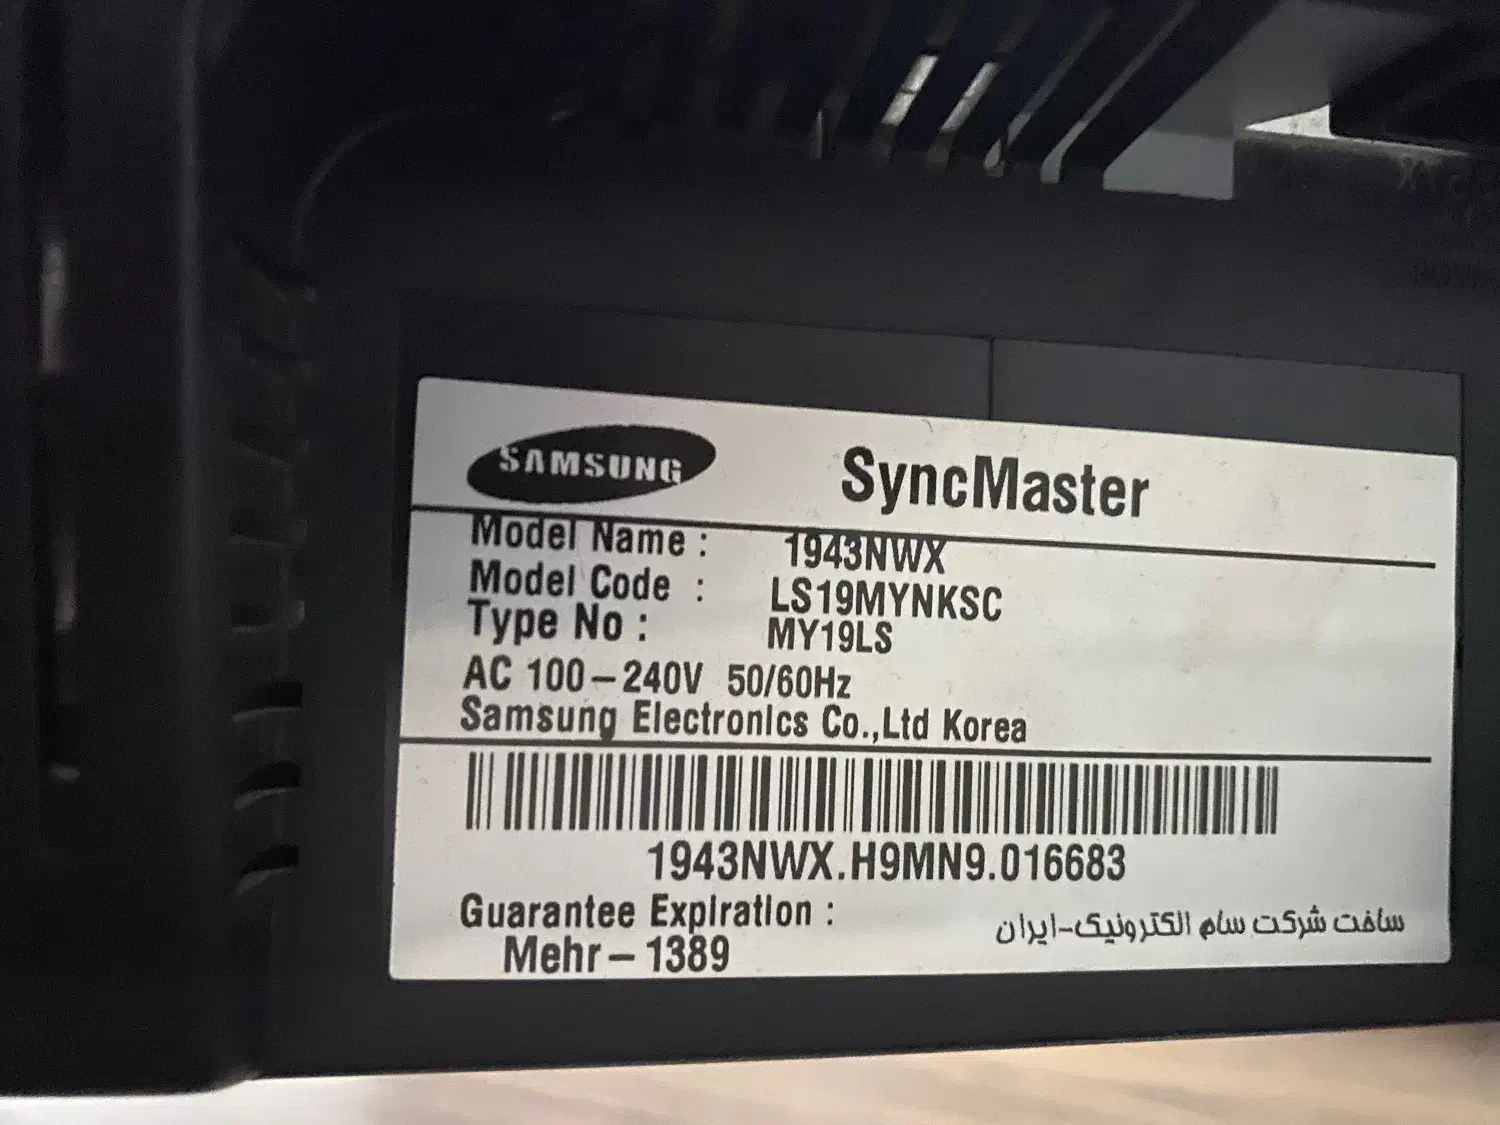 SAMSUNG SyncMaster
Model Name : 1943NWX
Model Code : LS19MYNKSC
Type No : MY19LS
AC 100-240V 50/60Hz
Samsung Electronics Co.,Ltd Korea
1943NWX.H9MN9.016683
Guarantee Expiration :
ساخت شرکت سام الکترونیک-ایران
Mehr-1389